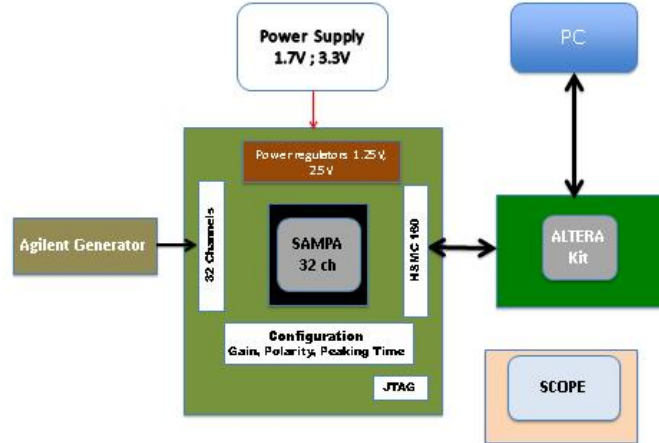 Power Supply
1.7V ; 3.3V
PC
Power regulators 1.25V,
2.5V
Agilent Generator
32 Channels
SAMPA
32 ch
HSMC 160
ALTERA
Kit
Configuration
Gain, Polarity, Peaking Time
JTAG
SCOPE